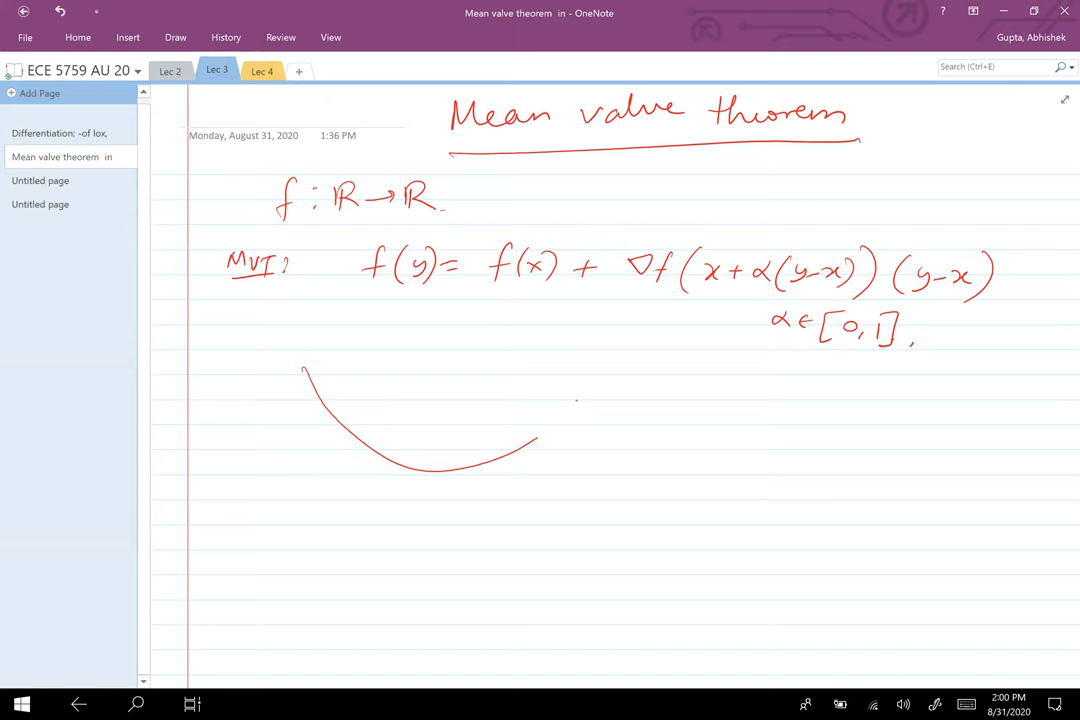 Mean valve theorem in - OneNote
?
File Home Insert Draw History Review View
Gupta, Abhishek
ECE 5759 AU 20
Lec 2
Lec 3
Lec 4
+
Search (Ctrl+E)
Add Page
Differentiation: -of lox,
Mean valve theorem in
Untitled page
Untitled page
Monday, August 31, 2020 1:36 PM
Mean value theorem
f : ℝ → ℝ.
MVT: f(y) = f(x) + ∇f(x + α(y-x))(y-x)
α ∈ [0, 1].
2:00 PM
8/31/2020